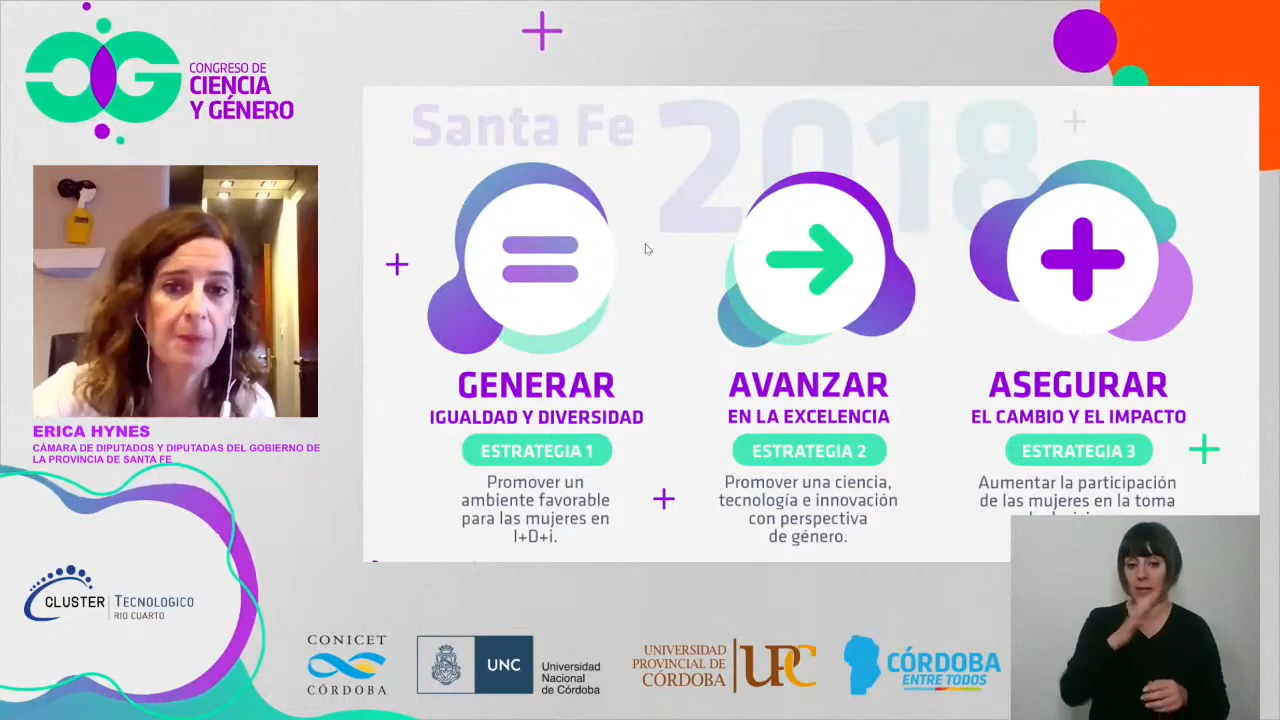 CONGRESO DE
CIENCIA
Y GÉNERO
Santa Fe 2018
GENERAR
IGUALDAD Y DIVERSIDAD
ESTRATEGIA 1
Promover un
ambiente favorable
para las mujeres en
I+D+i.
AVANZAR
EN LA EXCELENCIA
ESTRATEGIA 2
Promover una ciencia,
tecnología e innovación
con perspectiva
de género.
ASEGURAR
EL CAMBIO Y EL IMPACTO
ESTRATEGIA 3
Aumentar la participación
de las mujeres en la toma
ERICA HYNES
CÁMARA DE DIPUTADOS Y DIPUTADAS DEL GOBIERNO DE
LA PROVINCIA DE SANTA FE
CLUSTER TECNOLOGICO
RIO CUARTO
CONICET
CÓRDOBA
UNC
Universidad
Nacional
de Córdoba
UNIVERSIDAD
PROVINCIAL DE
CÓRDOBA
UPC
CÓRDOBA
ENTRE TODOS